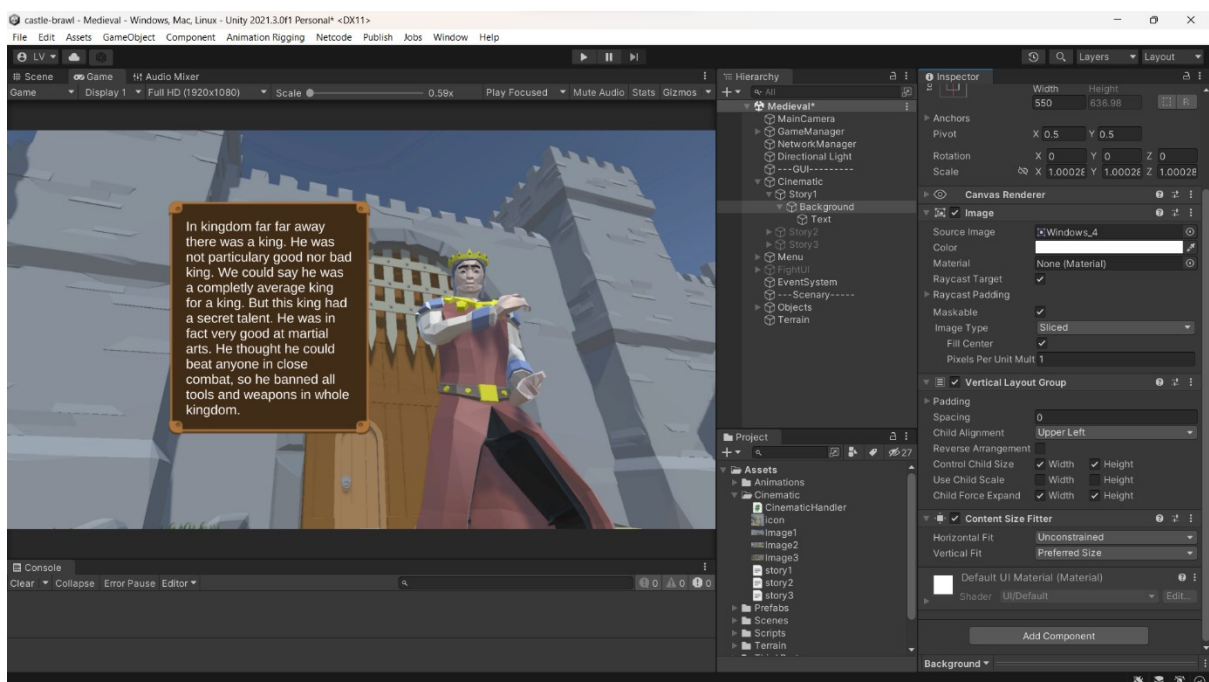 castle-brawl - Medieval - Windows, Mac, Linux - Unity 2021.3.0f1 Personal* <DX11>
File Edit Assets GameObject Component Animation Rigging Netcode Publish Jobs Window Help
LV Layers Layout
Scene Game Audio Mixer
Game Display 1 Full HD (1920x1080) Scale 0.59x Play Focused Mute Audio Stats Gizmos
In kingdom far far away
there was a king. He was
not particulary good nor bad
king. We could say he was
a completly average king
for a king. But this king had
a secret talent. He was in
fact very good at martial
arts. He thought he could
beat anyone in close
combat, so he banned all
tools and weapons in whole
kingdom.
Console
Clear Collapse Error Pause Editor 0 0 0
Hierarchy
All
Medieval*
MainCamera
GameManager
NetworkManager
Directional Light
---GUI---------
Cinematic
Story1
Background
Text
Story2
Story3
Menu
FightUI
EventSystem
---Scenary-----
Objects
Terrain
Project
27
Assets
Animations
Cinematic
CinematicHandler
icon
Image1
Image2
Image3
story1
story2
story3
Prefabs
Scenes
Scripts
Terrain
Inspector
Width Height
550 636.98 R
Anchors
Pivot X 0.5 Y 0.5
Rotation X 0 Y 0 Z 0
Scale X 1.00028 Y 1.00028 Z 1.00028
Canvas Renderer
Image
Source Image Windows_4
Color
Material None (Material)
Raycast Target
Raycast Padding
Maskable
Image Type Sliced
Fill Center
Pixels Per Unit Mult 1
Vertical Layout Group
Padding
Spacing 0
Child Alignment Upper Left
Reverse Arrangement
Control Child Size Width Height
Use Child Scale Width Height
Child Force Expand Width Height
Content Size Fitter
Horizontal Fit Unconstrained
Vertical Fit Preferred Size
Default UI Material (Material)
Shader UI/Default Edit...
Add Component
Background